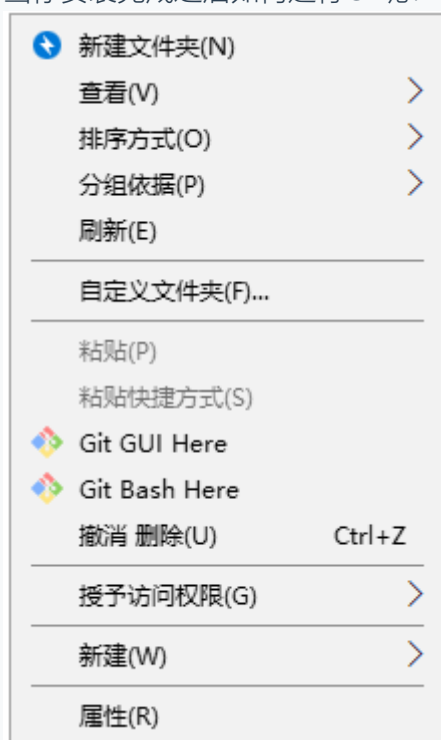 新建文件夹(N)
查看(V)
排序方式(O)
分组依据(P)
刷新(E)
自定义文件夹(F)...
粘贴(P)
粘贴快捷方式(S)
Git GUI Here
Git Bash Here
撤消 删除(U) Ctrl+Z
授予访问权限(G)
新建(W)
属性(R)